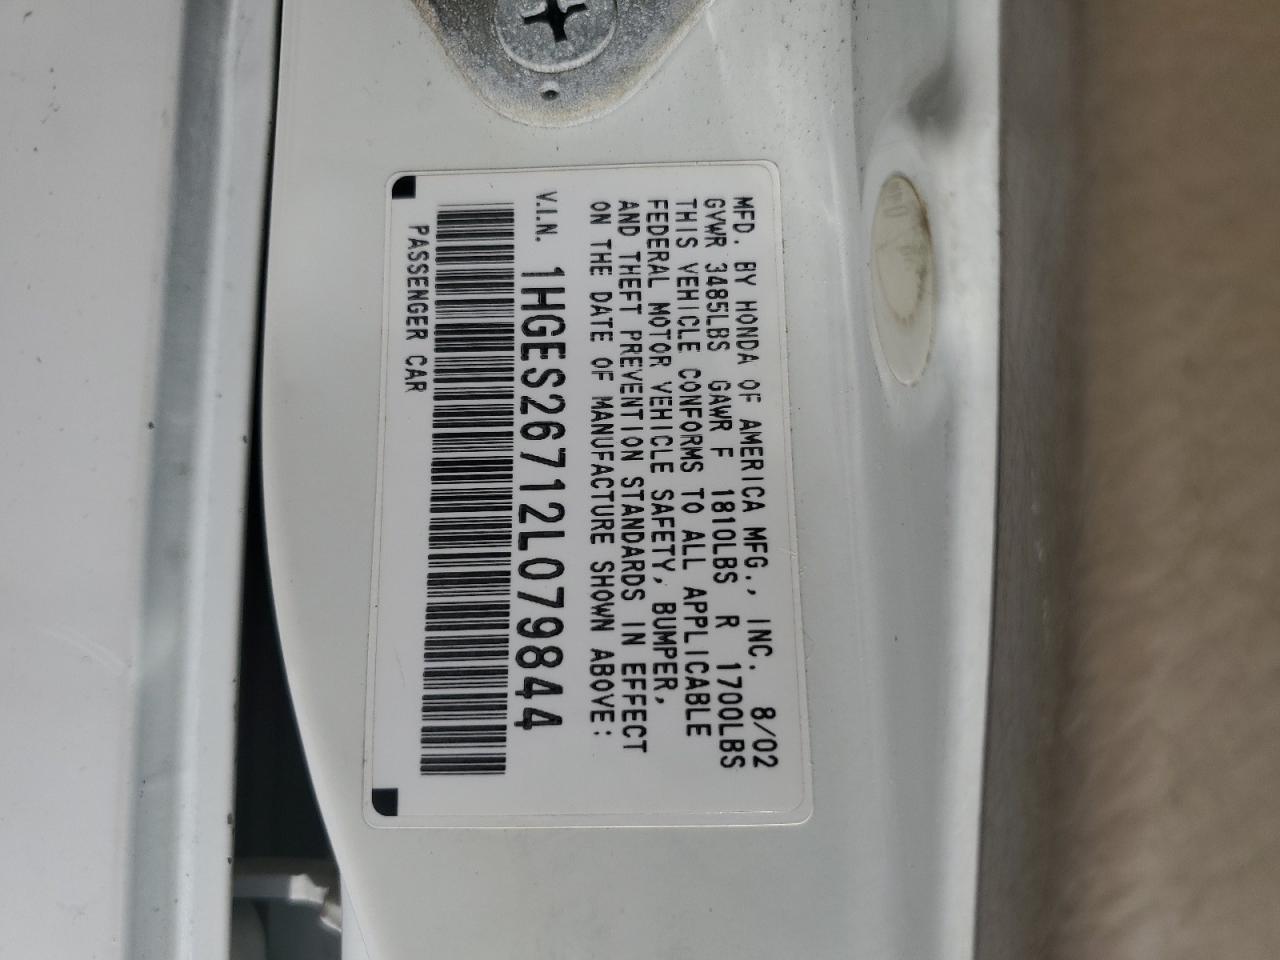 MFD. BY HONDA OF AMERICA MFG., INC. 8/02
GVWR 3485LBS GAWR F 1810LBS R 1700LBS
THIS VEHICLE CONFORMS TO ALL APPLICABLE
FEDERAL MOTOR VEHICLE SAFETY, BUMPER,
AND THEFT PREVENTION STANDARDS IN EFFECT
ON THE DATE OF MANUFACTURE SHOWN ABOVE:
V.I.N. 1HGES26712L079844
PASSENGER CAR